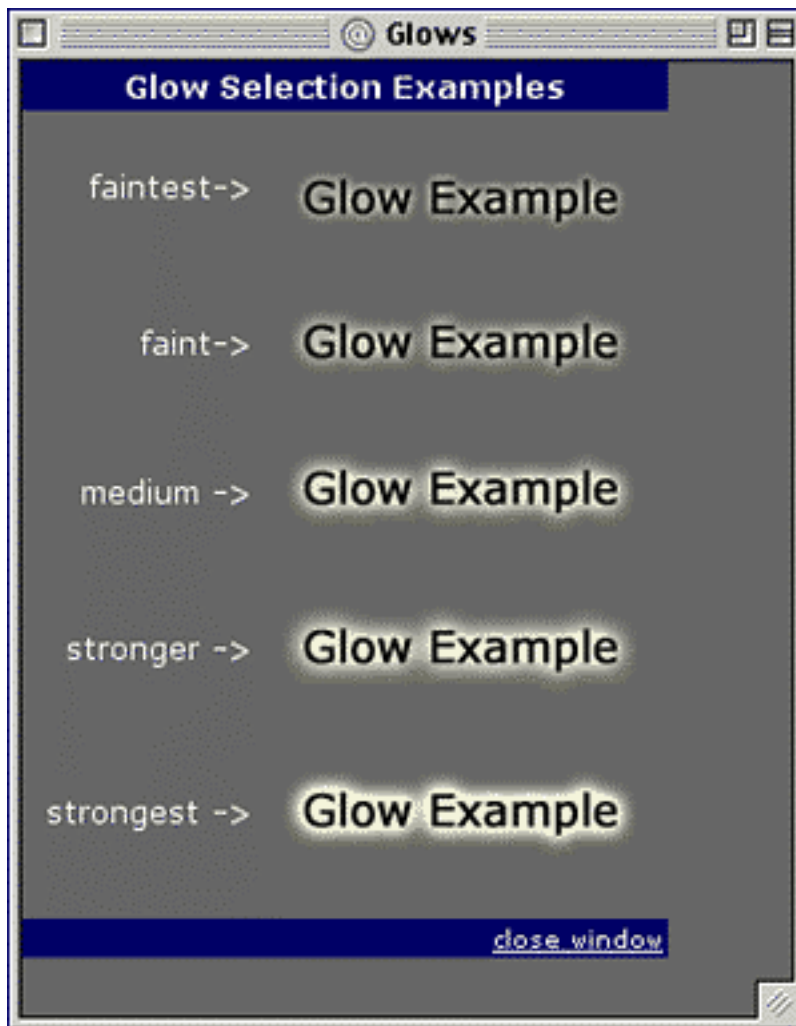 Glows
Glow Selection Examples
faintest-> Glow Example
faint-> Glow Example
medium -> Glow Example
stronger -> Glow Example
strongest -> Glow Example
close window